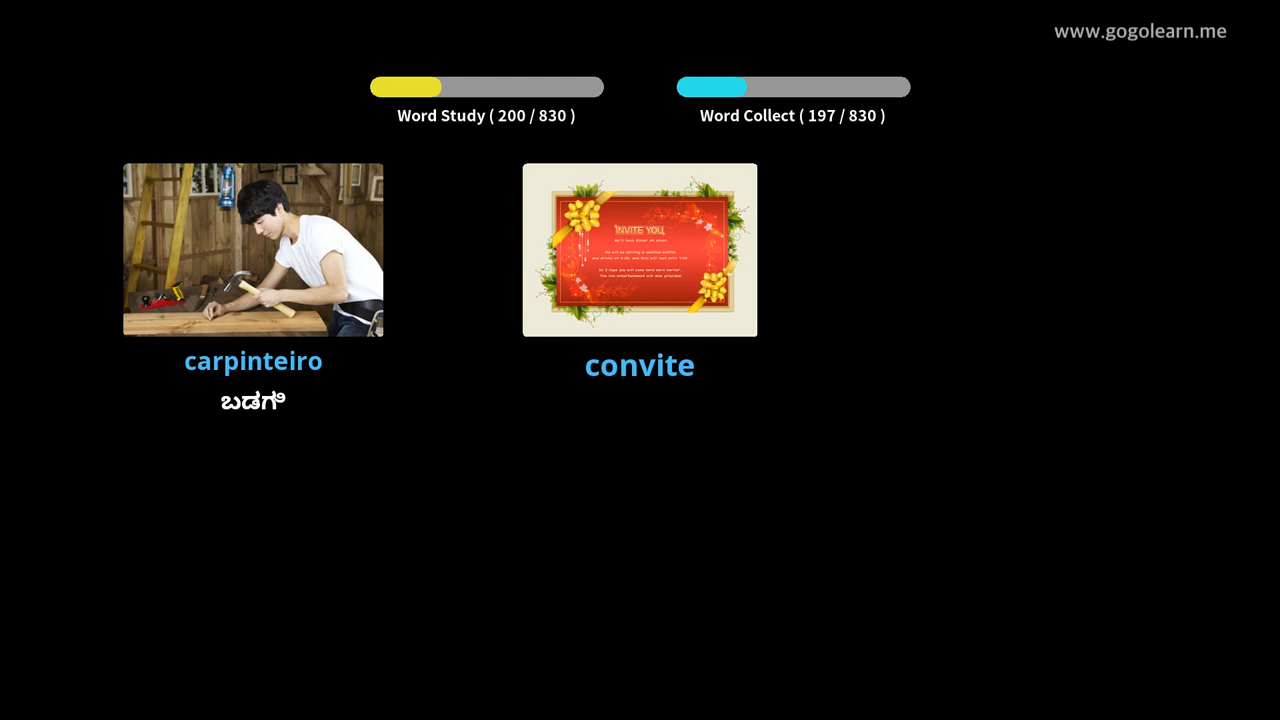 www.gogolearn.me
Word Study ( 200 / 830 )
Word Collect ( 197 / 830 )
INVITE YOU
carpinteiro
convite
ಬಡಗಿ